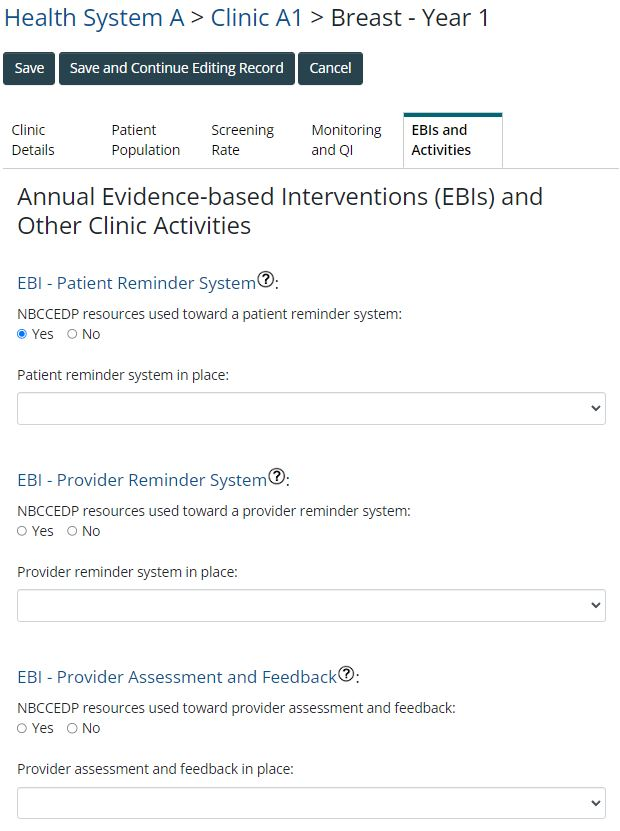 Health System A > Clinic A1 > Breast - Year 1
Save Save and Continue Editing Record Cancel
Clinic Details
Patient Population
Screening Rate
Monitoring and QI
EBIs and Activities
Annual Evidence-based Interventions (EBIs) and
Other Clinic Activities
EBI - Patient Reminder System?:
NBCCEDP resources used toward a patient reminder system:
Yes No
Patient reminder system in place:
EBI - Provider Reminder System?:
NBCCEDP resources used toward a provider reminder system:
Yes No
Provider reminder system in place:
EBI - Provider Assessment and Feedback?:
NBCCEDP resources used toward provider assessment and feedback:
Yes No
Provider assessment and feedback in place: